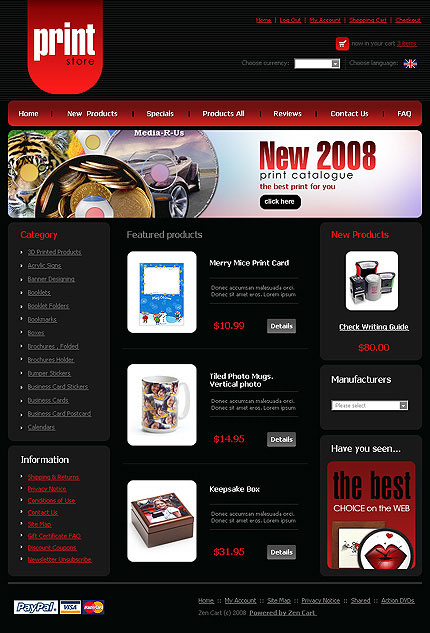 print
store
Home | Log Out | My Account | Shopping Cart | Checkout
now in your cart 3 items
Choose currency: Choose language:
Home New Products Specials Products All Reviews Contact Us FAQ
Media-R-Us
New 2008
print catalogue
the best print for you
click here
Category
3D Printed Products
Acrylic Signs
Banner Designing
Booklets
Booklet Folders
Bookmarks
Boxes
Brochures , Folded
Brochures Holder
Bumper Stickers
Business Card Stickers
Business Cards
Business Card Postcard
Calendars
Information
Shipping & Returns
Privacy Notice
Conditions of Use
Contact Us
Site Map
Gift Certificate FAQ
Discount Coupons
Newsletter Unsubscribe
Featured products
Merry Mice Print Card
Donec accumsan malesuada orci.
Donec sit amet eros. Lorem ipsum
$10.99 Details
Tiled Photo Mugs.
Vertical photo
Donec accumsan malesuada orci.
Donec sit amet eros. Lorem ipsum
$14.95 Details
Keepsake Box
Donec accumsan malesuada orci.
Donec sit amet eros. Lorem ipsum
$31.95 Details
New Products
Check Writing Guide
$80.00
Manufacturers
Please select
Have you seen...
the best
CHOICE on the WEB
PayPal VISA
Home :: My Account :: Site Map :: Privacy Notice :: Shared :: Action DVDs
Zen Cart (c) 2008 Powered by Zen Cart